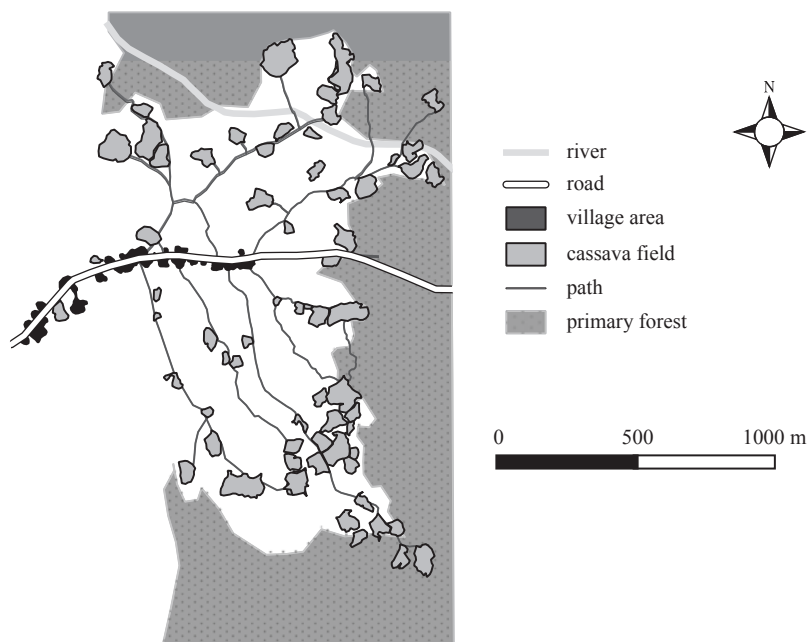 N
river
road
village area
cassava field
path
primary forest
0 500 1000 m